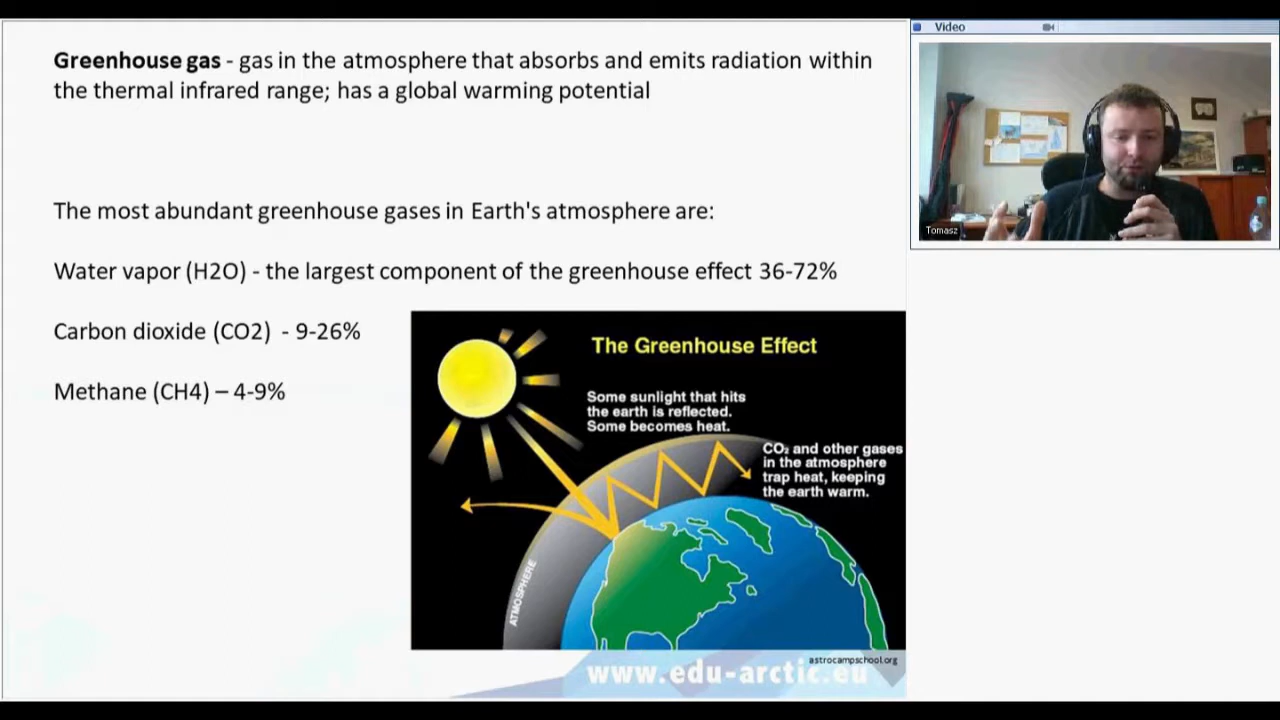 Greenhouse gas - gas in the atmosphere that absorbs and emits radiation within
the thermal infrared range; has a global warming potential
The most abundant greenhouse gases in Earth's atmosphere are:
Water vapor (H2O) - the largest component of the greenhouse effect 36-72%
Carbon dioxide (CO2) - 9-26%
Methane (CH4) – 4-9%
The Greenhouse Effect
Some sunlight that hits
the earth is reflected.
Some becomes heat.
CO₂ and other gases
in the atmosphere
trap heat, keeping
the earth warm.
ATMOSPHERE
astrocampschool.org
www.edu-arctic.eu
Video
Tomasz